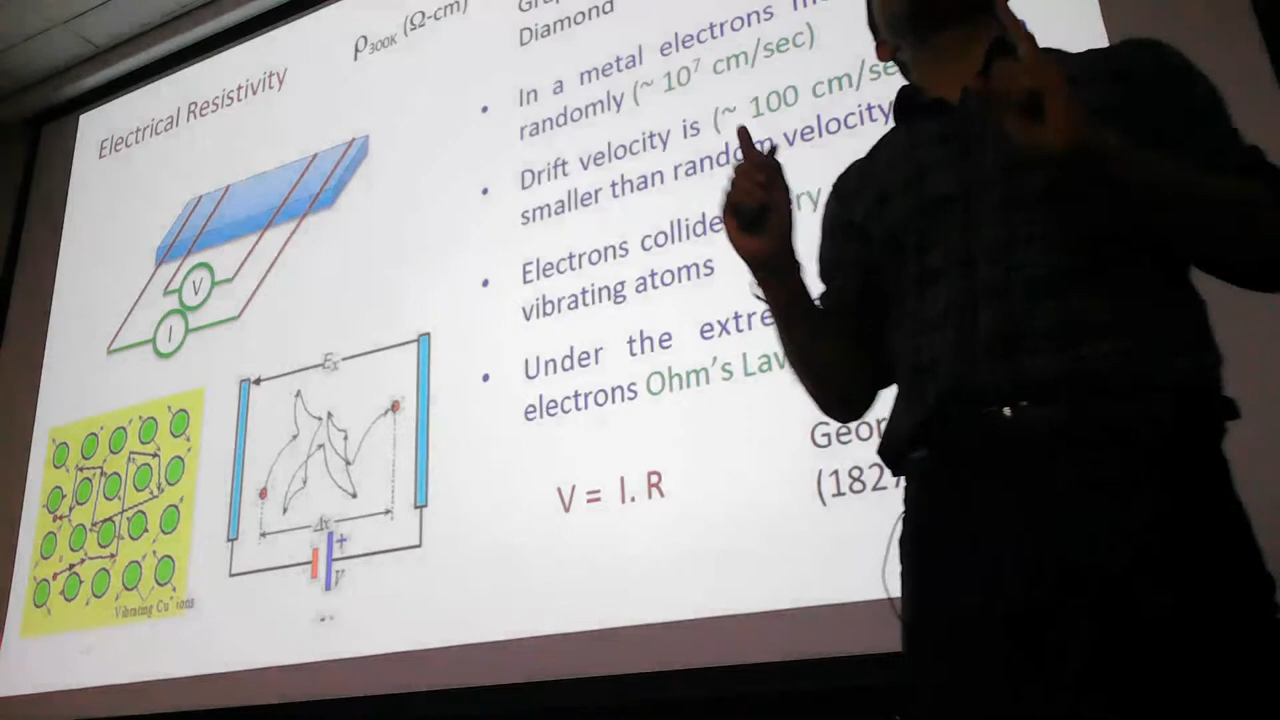 ρ300K (Ω-cm)
Diamond
Electrical Resistivity
• In a metal electrons
randomly (~ 10⁷ cm/sec)
• Drift velocity is (~ 100 cm/se
smaller than random velocity
• Electrons collide
vibrating atoms
• Under the extre
electrons Ohm's Law
V = I. R
Geor
(1827
V
I
Ex
Δx
+
V
Vibrating Cu+ ions